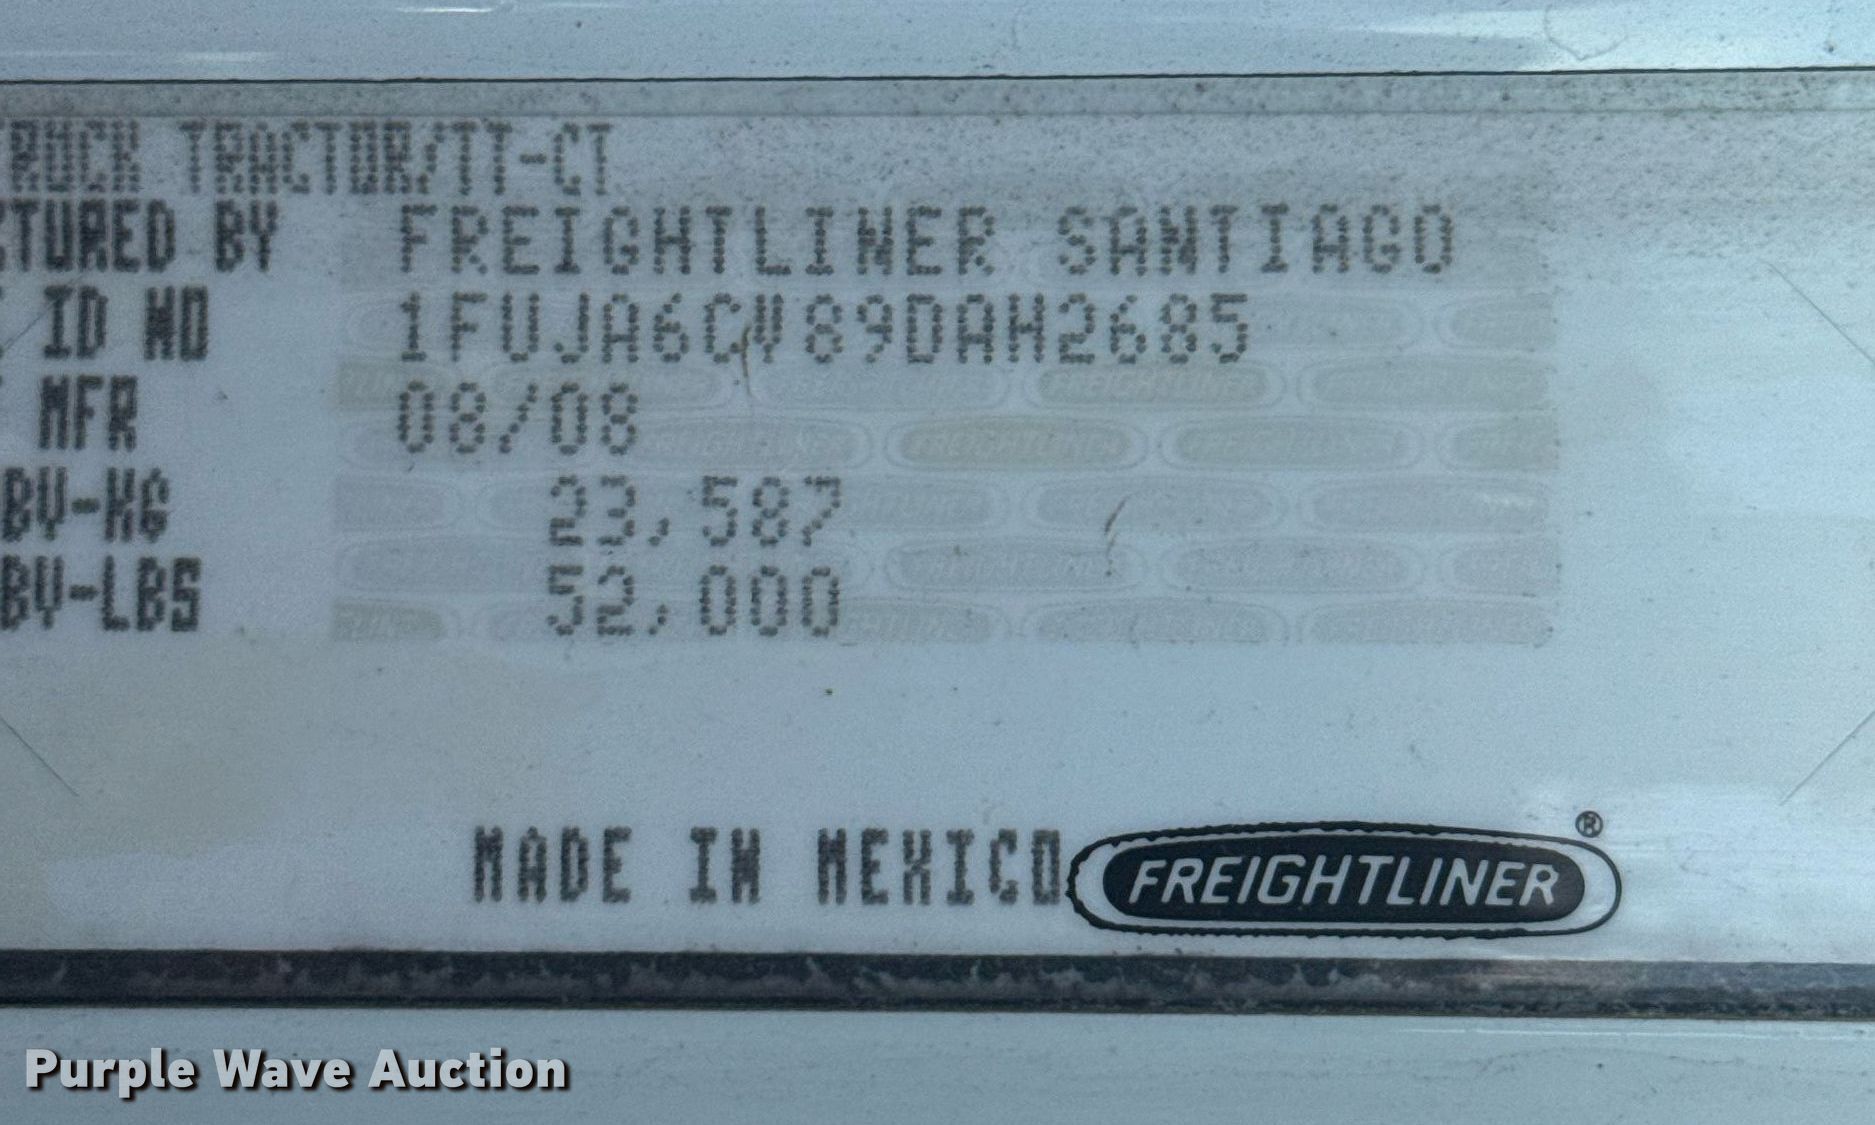 TRUCK TRACTOR/TT-CT
CTURED BY FREIGHTLINER SANTIAGO
E ID NO 1FUJA6CV89DAH2685
MFR 08/08
BV-KG 23,587
BV-LBS 52,000
MADE IN MEXICO FREIGHTLINER®
Purple Wave Auction